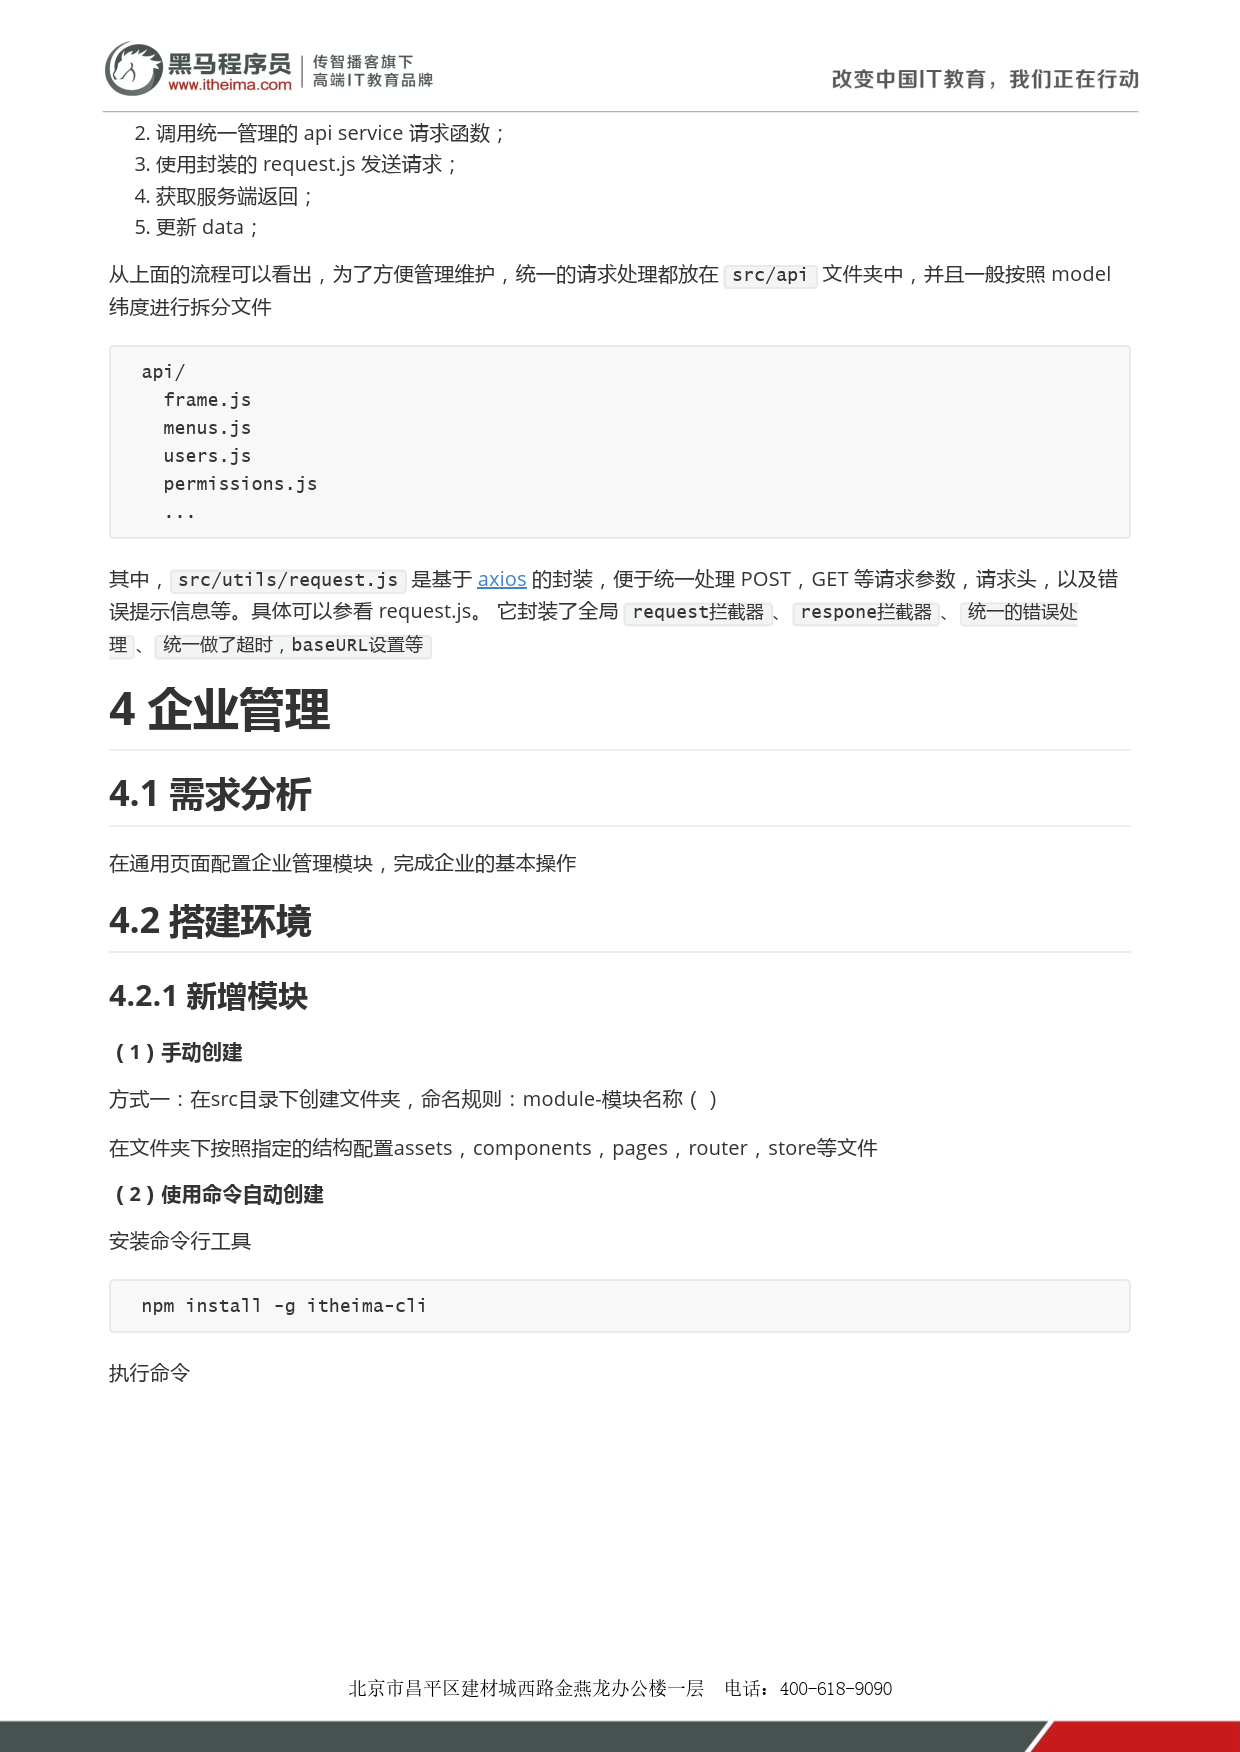 黑马程序员
www.itheima.com
传智播客旗下
高端IT教育品牌
改变中国IT教育，我们正在行动
2. 调用统一管理的 api service 请求函数；
3. 使用封装的 request.js 发送请求；
4. 获取服务端返回；
5. 更新 data；
从上面的流程可以看出，为了方便管理维护，统一的请求处理都放在 src/api 文件夹中，并且一般按照 model
纬度进行拆分文件
api/
  frame.js
  menus.js
  users.js
  permissions.js
  ...
其中， src/utils/request.js 是基于 axios 的封装，便于统一处理 POST，GET 等请求参数，请求头，以及错
误提示信息等。具体可以参看 request.js。 它封装了全局 request拦截器 、 respone拦截器 、 统一的错误处
理 、 统一做了超时，baseURL设置等
4 企业管理
4.1 需求分析
在通用页面配置企业管理模块，完成企业的基本操作
4.2 搭建环境
4.2.1 新增模块
（1）手动创建
方式一：在src目录下创建文件夹，命名规则：module-模块名称（ ）
在文件夹下按照指定的结构配置assets，components，pages，router，store等文件
（2）使用命令自动创建
安装命令行工具
npm install -g itheima-cli
执行命令
北京市昌平区建材城西路金燕龙办公楼一层 电话：400-618-9090